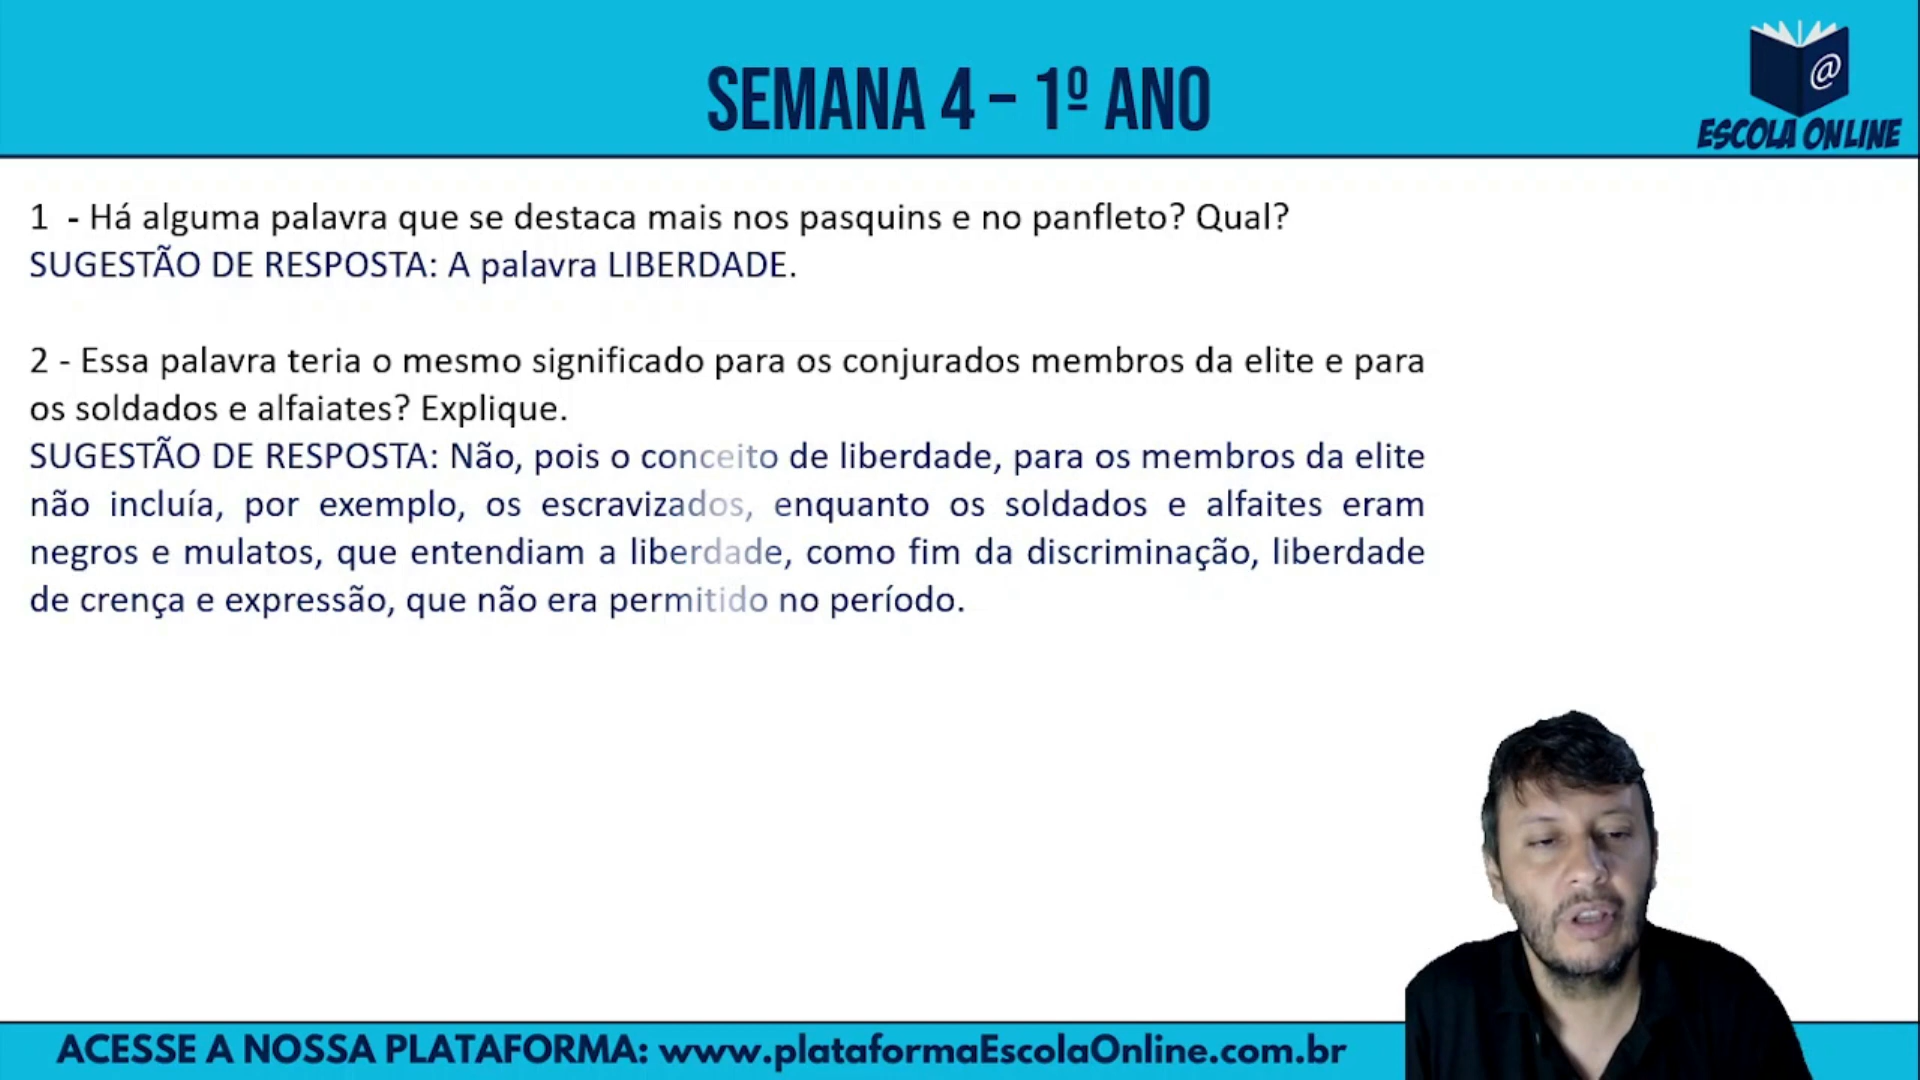 SEMANA 4 – 1º ANO
@
ESCOLA ONLINE
1 - Há alguma palavra que se destaca mais nos pasquins e no panfleto? Qual?
SUGESTÃO DE RESPOSTA: A palavra LIBERDADE.
2 - Essa palavra teria o mesmo significado para os conjurados membros da elite e para
os soldados e alfaiates? Explique.
SUGESTÃO DE RESPOSTA: Não, pois o conceito de liberdade, para os membros da elite
não incluía, por exemplo, os escravizados, enquanto os soldados e alfaites eram
negros e mulatos, que entendiam a liberdade, como fim da discriminação, liberdade
de crença e expressão, que não era permitido no período.
ACESSE A NOSSA PLATAFORMA: www.plataformaEscolaOnline.com.br